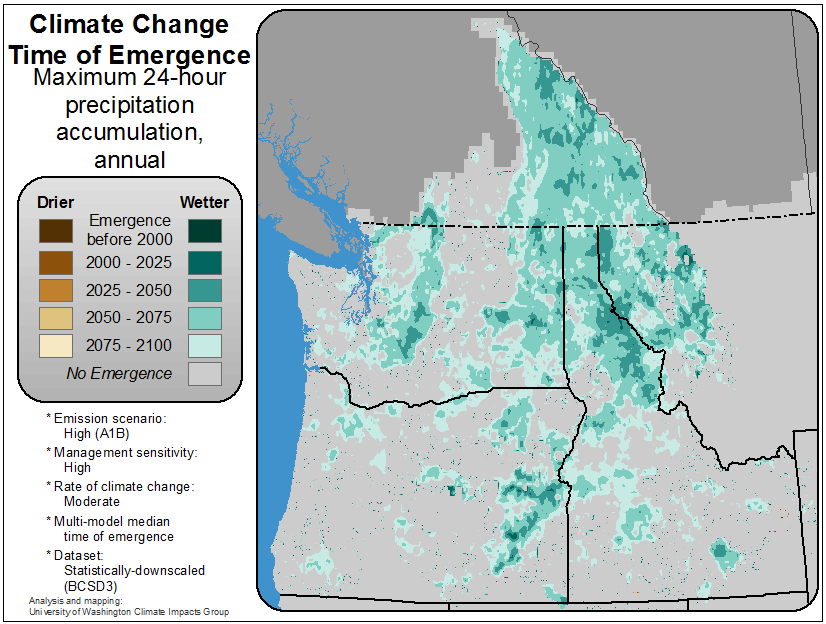 Climate Change
Time of Emergence
Maximum 24-hour
precipitation
accumulation,
annual
Drier
Wetter
Emergence
before 2000
2000 - 2025
2025 - 2050
2050 - 2075
2075 - 2100
No Emergence
* Emission scenario:
High (A1B)
* Management sensitivity:
High
* Rate of climate change:
Moderate
* Multi-model median
time of emergence
* Dataset:
Statistically-downscaled
(BCSD3)
Analysis and mapping:
University of Washington Climate Impacts Group